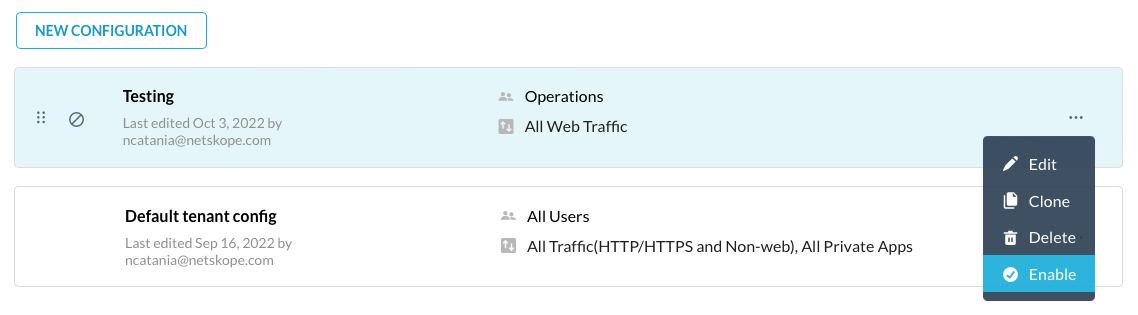 NEW CONFIGURATION
Testing
Last edited Oct 3, 2022 by
ncatania@netskope.com
Operations
All Web Traffic
Default tenant config
Last edited Sep 16, 2022 by
ncatania@netskope.com
All Users
All Traffic(HTTP/HTTPS and Non-web), All Private Apps
Edit
Clone
Delete
Enable